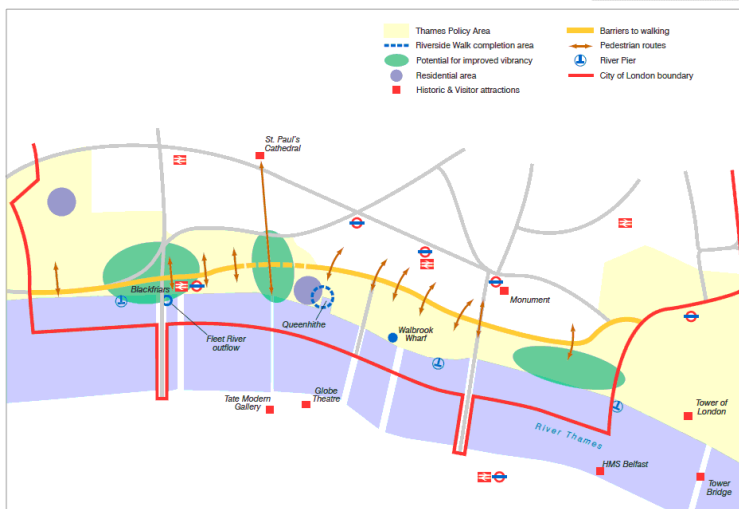 Thames Policy Area
Riverside Walk completion area
Potential for improved vibrancy
Residential area
Historic & Visitor attractions
Barriers to walking
Pedestrian routes
River Pier
City of London boundary
St. Paul's
Cathedral
Blackfriars
Fleet River
outflow
Queenhithe
Walbrook
Wharf
Monument
Tate Modern
Gallery
Globe
Theatre
River Thames
Tower of
London
HMS Belfast
Tower
Bridge